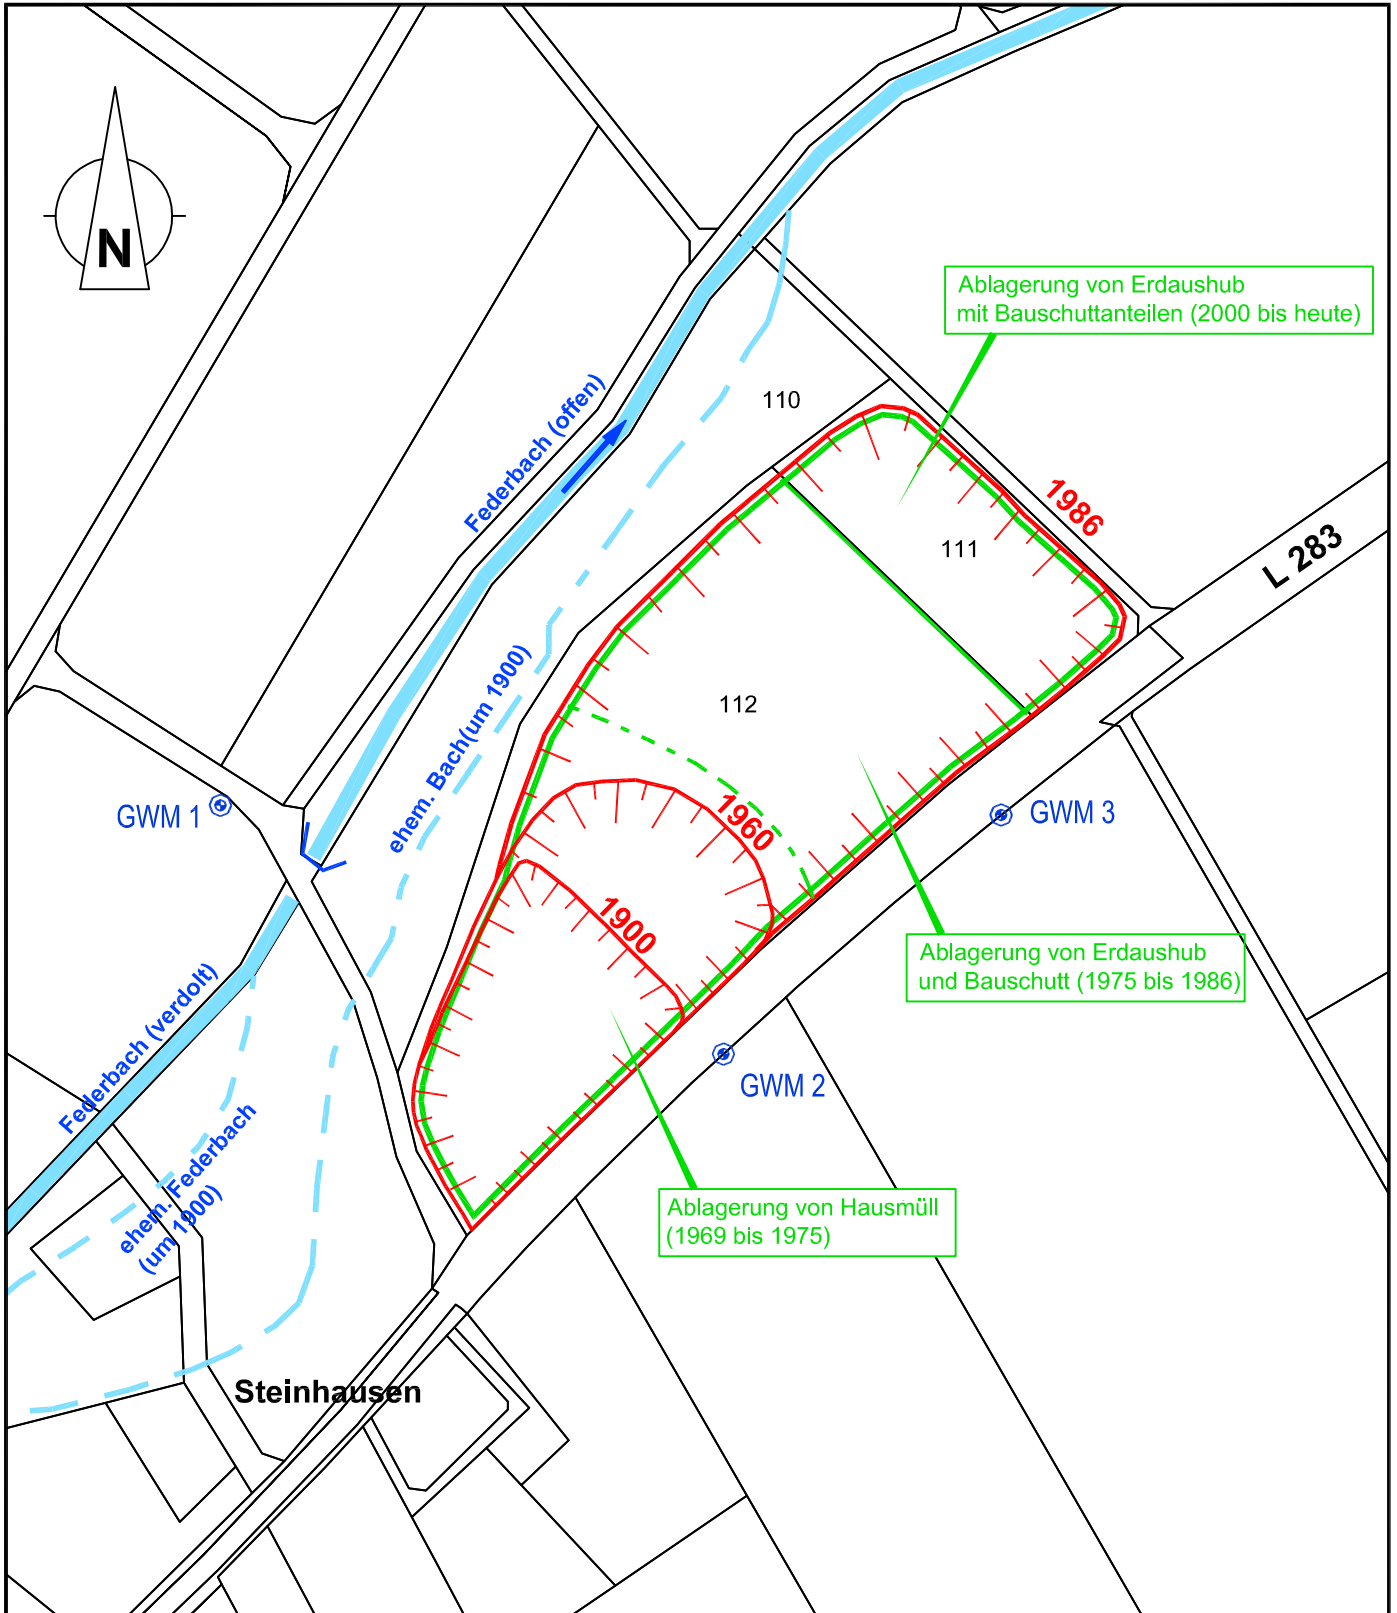 N
Ablagerung von Erdaushub
mit Bauschuttanteilen (2000 bis heute)
Federbach (offen)
110
1986
111
L 283
ehem. Bach(um 1900)
112
GWM 1
1960
GWM 3
1900
Ablagerung von Erdaushub
und Bauschutt (1975 bis 1986)
Federbach (verdolt)
GWM 2
ehem. Federbach
(um 1900)
Ablagerung von Hausmüll
(1969 bis 1975)
Steinhausen